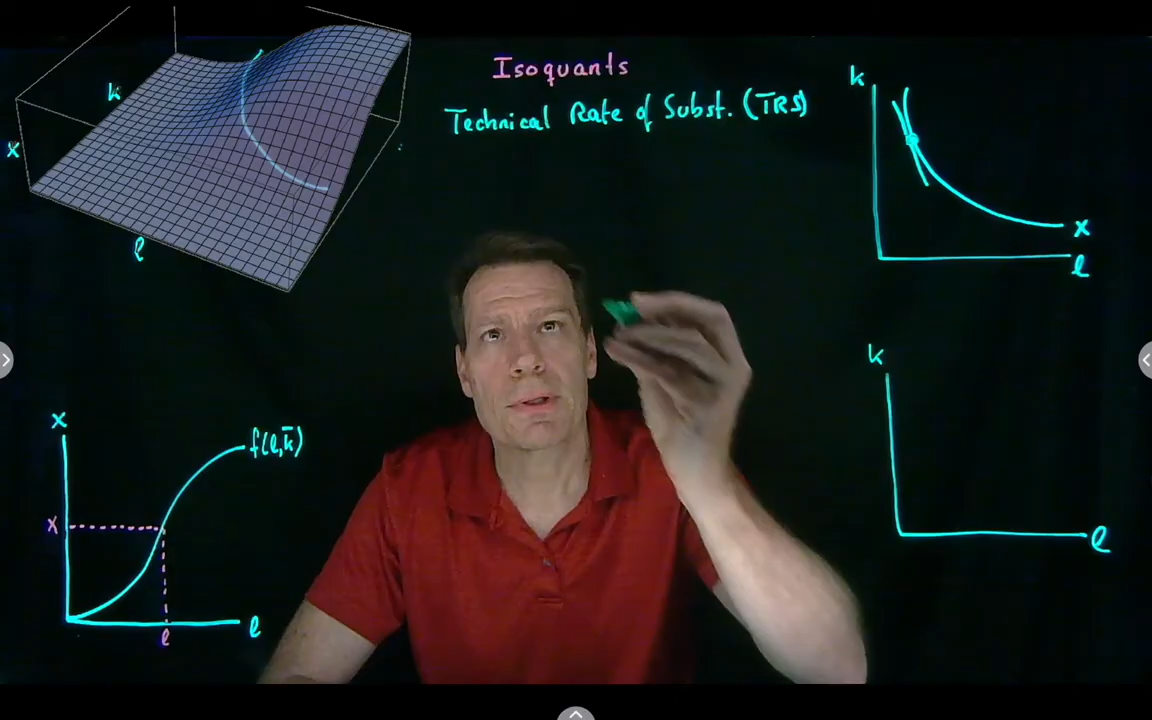 Isoquants
Technical Rate of Subst. (TRS)
k
x
l
k
x
l
x
f(l,k̄)
x
l
l
k
l